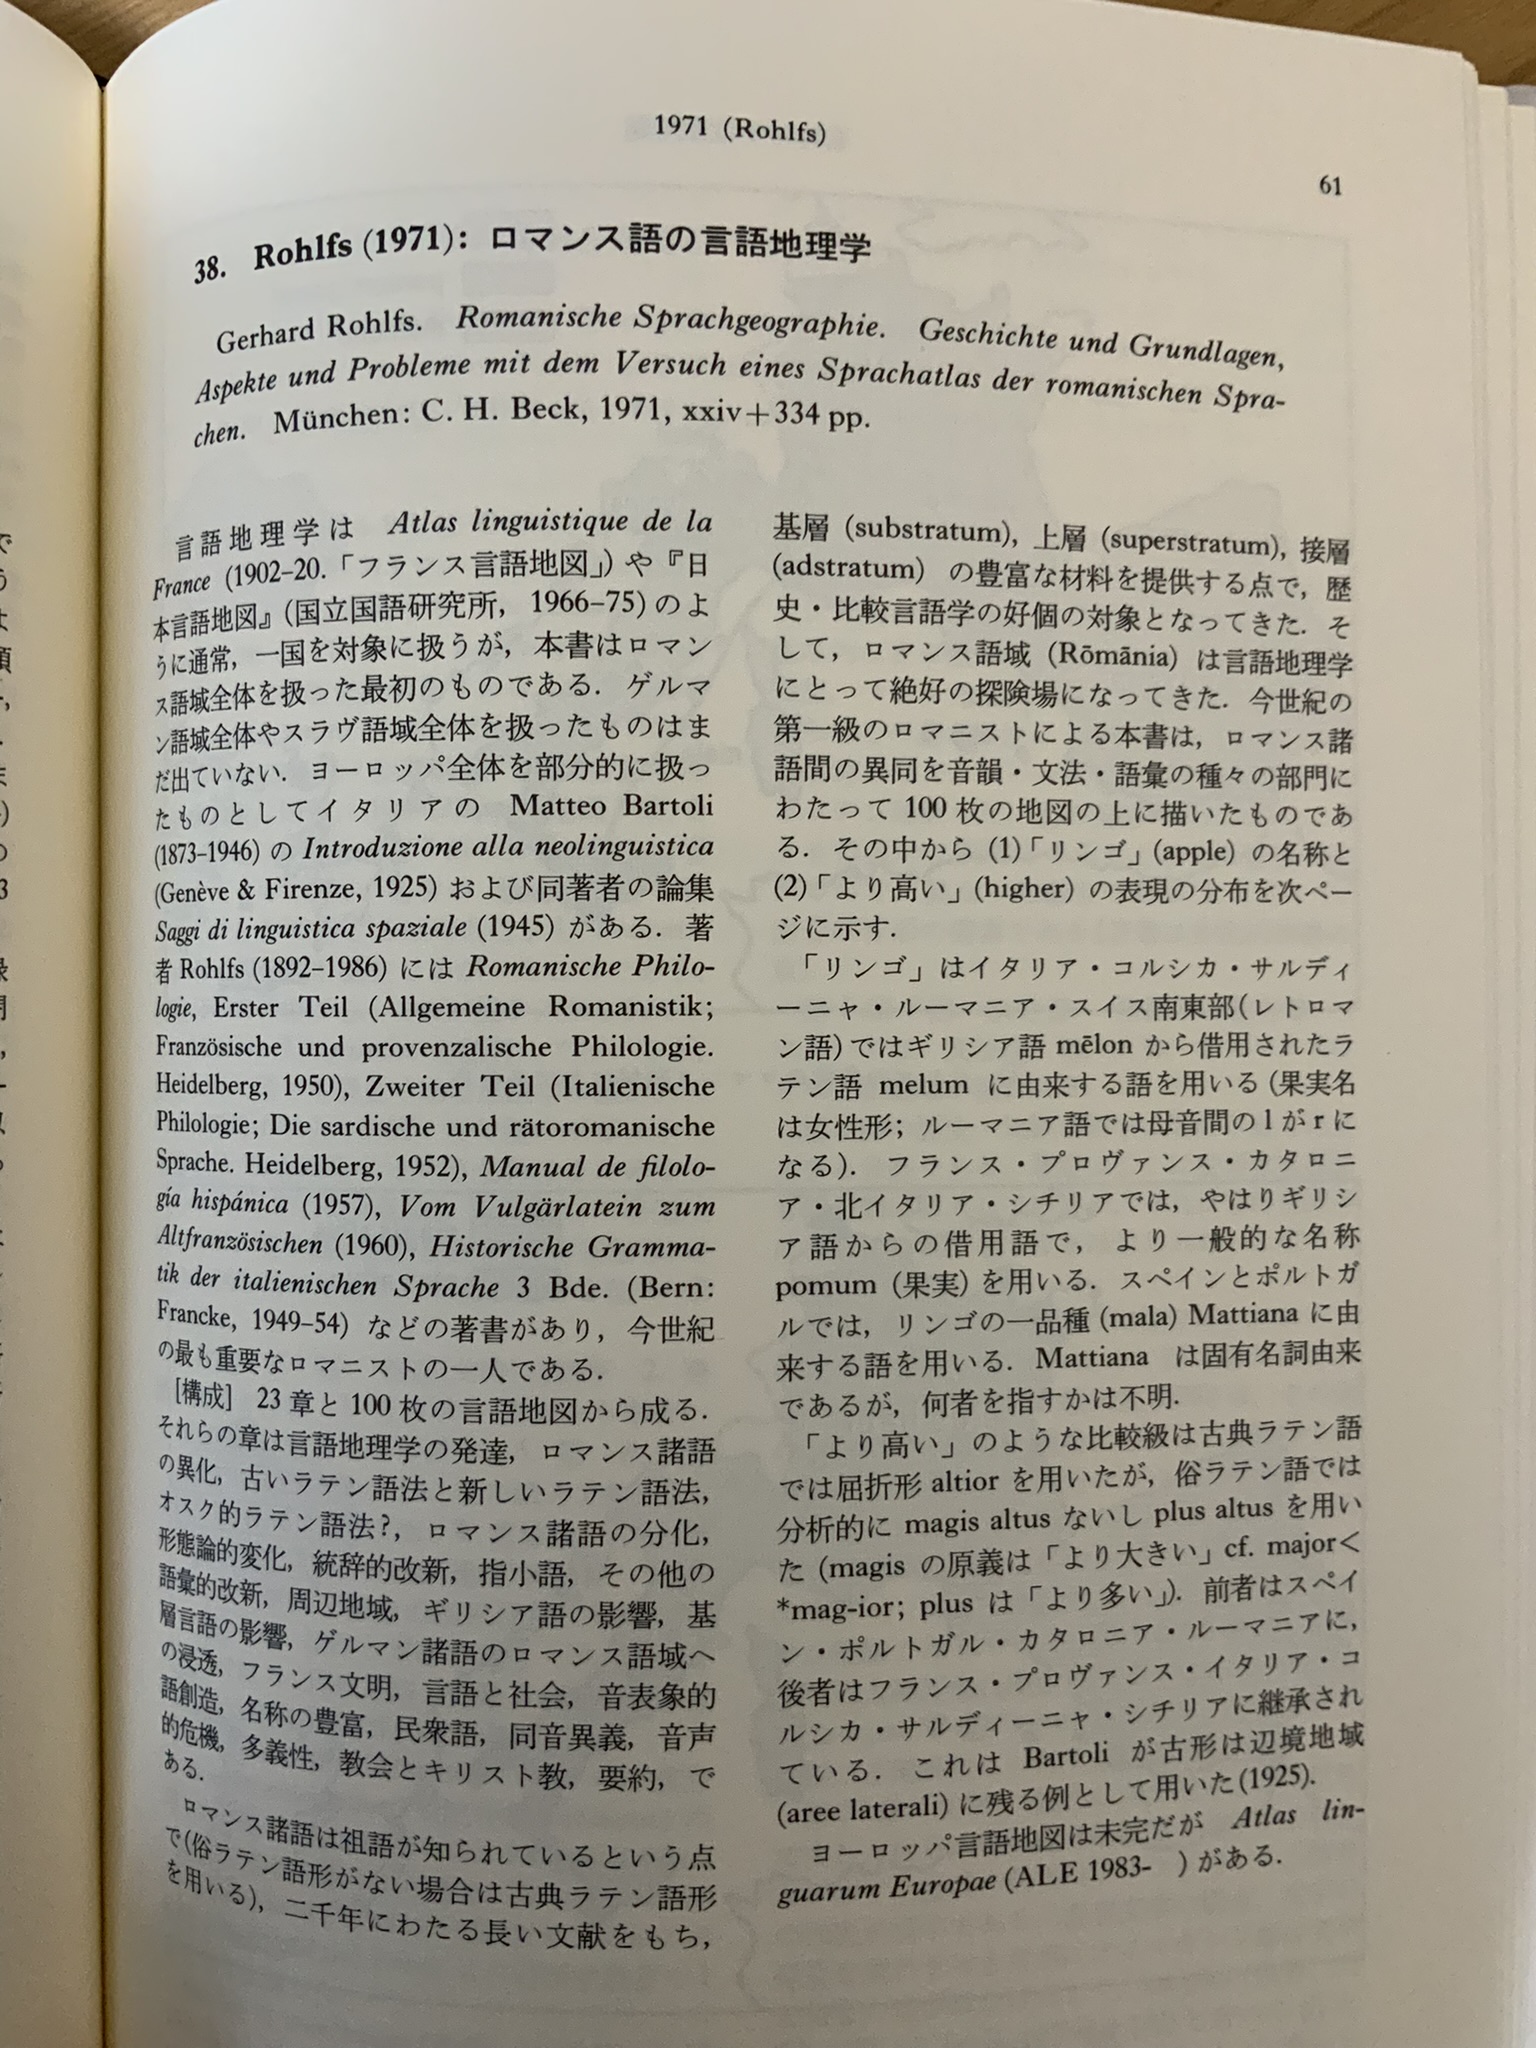 1971 (Rohlfs)
61
38. Rohlfs (1971): ロマンス語の言語地理学
Gerhard Rohlfs. Romanische Sprachgeographie. Geschichte und Grundlagen,
Aspekte und Probleme mit dem Versuch eines Sprachatlas der romanischen Spra-
chen. München: C. H. Beck, 1971, xxiv+334 pp.
言語地理学は Atlas linguistique de la
France (1902–20.「フランス言語地図」) や『日
本言語地図』(国立国語研究所, 1966–75) のよ
うに通常, 一国を対象に扱うが, 本書はロマン
ス語域全体を扱った最初のものである. ゲルマ
ン語域全体やスラヴ語域全体を扱ったものはま
だ出ていない. ヨーロッパ全体を部分的に扱っ
たものとしてイタリアの Matteo Bartoli
(1873–1946) の Introduzione alla neolinguistica
(Genève & Firenze, 1925) および同著者の論集
Saggi di linguistica spaziale (1945) がある. 著
者 Rohlfs (1892–1986) には Romanische Philo-
logie, Erster Teil (Allgemeine Romanistik;
Französische und provenzalische Philologie.
Heidelberg, 1950), Zweiter Teil (Italienische
Philologie; Die sardische und rätoromanische
Sprache. Heidelberg, 1952), Manual de filolo-
gía hispánica (1957), Vom Vulgärlatein zum
Altfranzösischen (1960), Historische Gramma-
tik der italienischen Sprache 3 Bde. (Bern:
Francke, 1949–54) などの著書があり, 今世紀
の最も重要なロマニストの一人である.
[構成] 23 章と 100 枚の言語地図から成る.
それらの章は言語地理学の発達, ロマンス諸語
の異化, 古いラテン語法と新しいラテン語法,
オスク的ラテン語法?, ロマンス諸語の分化,
形態論的変化, 統辞的改新, 指小語, その他の
語彙的改新, 周辺地域, ギリシア語の影響, 基
層言語の影響, ゲルマン諸語のロマンス語域へ
の浸透, フランス文明, 言語と社会, 音表象的
語創造, 名称の豊富, 民衆語, 同音異義, 音声
的危機, 多義性, 教会とキリスト教, 要約, で
ある.
ロマンス諸語は祖語が知られているという点
で(俗ラテン語形がない場合は古典ラテン語形
を用いる), 二千年にわたる長い文献をもち,
基層 (substratum), 上層 (superstratum), 接層
(adstratum) の豊富な材料を提供する点で, 歴
史・比較言語学の好個の対象となってきた. そ
して, ロマンス語域 (Rōmānia) は言語地理学
にとって絶好の探険場になってきた. 今世紀の
第一級のロマニストによる本書は, ロマンス諸
語間の異同を音韻・文法・語彙の種々の部門に
わたって 100 枚の地図の上に描いたものであ
る. その中から (1)「リンゴ」(apple) の名称と
(2)「より高い」(higher) の表現の分布を次ペー
ジに示す.
「リンゴ」はイタリア・コルシカ・サルディ
ーニャ・ルーマニア・スイス南東部(レトロマ
ン語)ではギリシア語 mēlon から借用されたラ
テン語 melum に由来する語を用いる (果実名
は女性形; ルーマニア語では母音間の l が r に
なる). フランス・プロヴァンス・カタロニ
ア・北イタリア・シチリアでは, やはりギリシ
ア語からの借用語で, より一般的な名称
pomum (果実) を用いる. スペインとポルトガ
ルでは, リンゴの一品種 (mala) Mattiana に由
来する語を用いる. Mattiana は固有名詞由来
であるが, 何者を指すかは不明.
「より高い」のような比較級は古典ラテン語
では屈折形 altior を用いたが, 俗ラテン語では
分析的に magis altus ないし plus altus を用い
た (magis の原義は「より大きい」cf. major<
*mag-ior; plus は「より多い」). 前者はスペイ
ン・ポルトガル・カタロニア・ルーマニアに,
後者はフランス・プロヴァンス・イタリア・コ
ルシカ・サルディーニャ・シチリアに継承され
ている. これは Bartoli が古形は辺境地域
(aree laterali) に残る例として用いた (1925).
ヨーロッパ言語地図は未完だが Atlas lin-
guarum Europae (ALE 1983- ) がある.